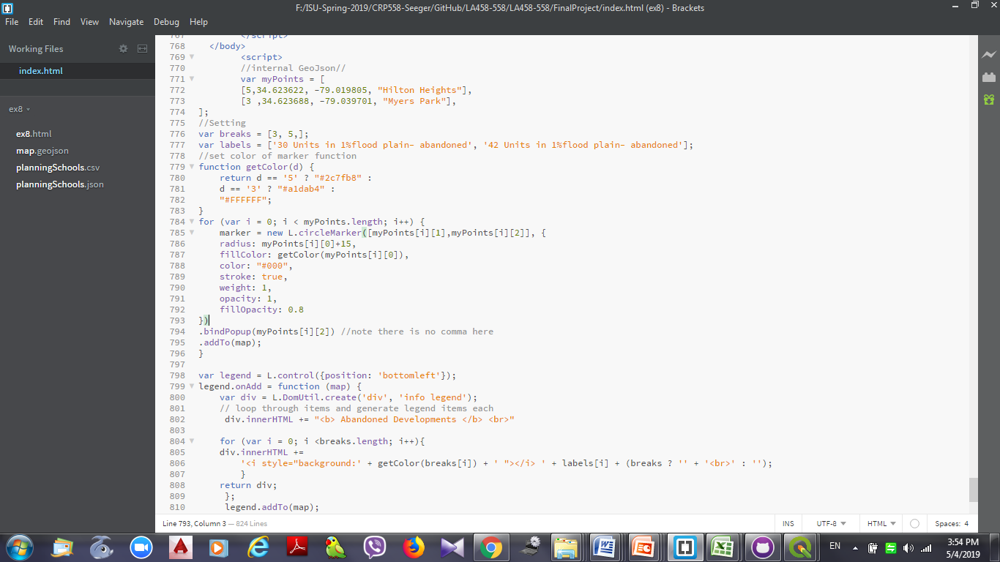 F:/ISU-Spring-2019/CRP558-Seeger/GitHub/LA458-558/LA458-558/FinalProject/index.html (ex8) - Brackets
File Edit Find View Navigate Debug Help
Working Files
index.html
ex8
ex8.html
map.geojson
planningSchools.csv
planningSchools.json
767 </script>
768 </body>
769 <script>
770 //internal GeoJson//
771 var myPoints = [
772 [5,34.623622, -79.019805, "Hilton Heights"],
773 [3 ,34.623688, -79.039701, "Myers Park"],
774 ];
775 //Setting
776 var breaks = [3, 5,];
777 var labels = ['30 Units in 1%flood plain- abandoned', '42 Units in 1%flood plain- abandoned'];
778 //set color of marker function
779 function getColor(d) {
780 return d == '5' ? "#2c7fb8" :
781 d == '3' ? "#a1dab4" :
782 "#FFFFFF";
783 }
784 for (var i = 0; i < myPoints.length; i++) {
785 marker = new L.circleMarker([myPoints[i][1],myPoints[i][2]], {
786 radius: myPoints[i][0]+15,
787 fillColor: getColor(myPoints[i][0]),
788 color: "#000",
789 stroke: true,
790 weight: 1,
791 opacity: 1,
792 fillOpacity: 0.8
793 })
794 .bindPopup(myPoints[i][2]) //note there is no comma here
795 .addTo(map);
796 }
797
798 var legend = L.control({position: 'bottomleft'});
799 legend.onAdd = function (map) {
800 var div = L.DomUtil.create('div', 'info legend');
801 // loop through items and generate legend items each
802 div.innerHTML += "<b> Abandoned Developments </b> <br>"
803
804 for (var i = 0; i <breaks.length; i++){
805 div.innerHTML +=
806 '<i style="background:' + getColor(breaks[i]) + ' "></i> ' + labels[i] + (breaks ? '' + '<br>' : '');
807 }
808 return div;
809 };
810 legend.addTo(map);
Line 793, Column 3 — 824 Lines
INS UTF-8 HTML Spaces: 4
EN
3:54 PM
5/4/2019